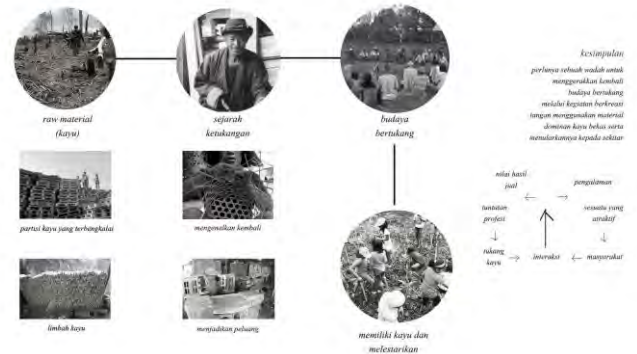 raw material
(kayu)
sejarah
ketukangan
budaya
bertukang
partisi kayu yang terbengkalai
mengenalkan kembali
limbah kayu
menjadikan peluang
memiliki kayu dan
melestarikan
kesimpulan
perlunya sebuah wadah untuk
menggerakkan kembali
budaya bertukang
melalui kegiatan berkreasi
tangan menggunakan material
dominan kayu bekas serta
menularkannya kepada sekitar
nilai hasil
jual
pengalaman
tuntutan
profesi
sesuatu yang
atraktif
tukang
kayu
interaksi
masyarakat